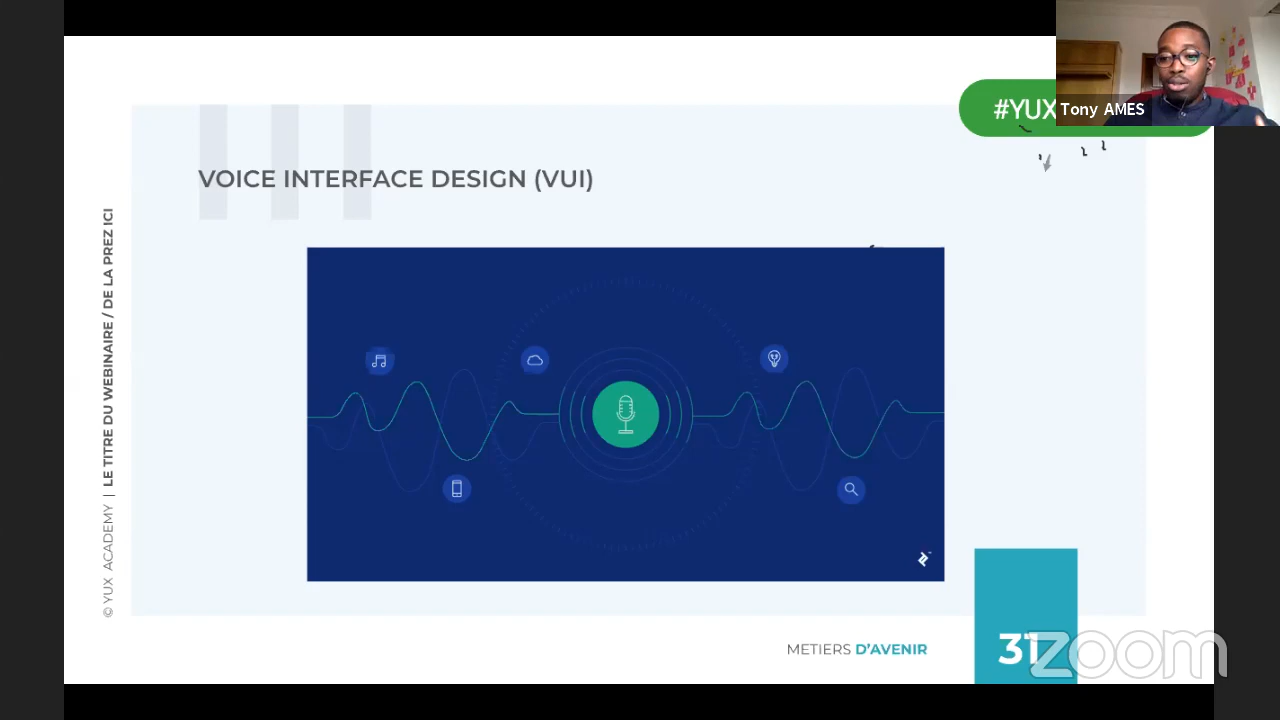 #YUX
Tony AMES
VOICE INTERFACE DESIGN (VUI)
© YUX ACADEMY | LE TITRE DU WEBINAIRE / DE LA PREZ ICI
METIERS D'AVENIR
31
zoom